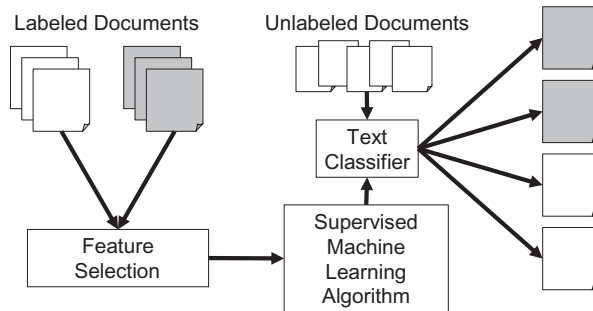 Labeled Documents
Unlabeled Documents
Text
Classifier
Feature
Selection
Supervised
Machine
Learning
Algorithm